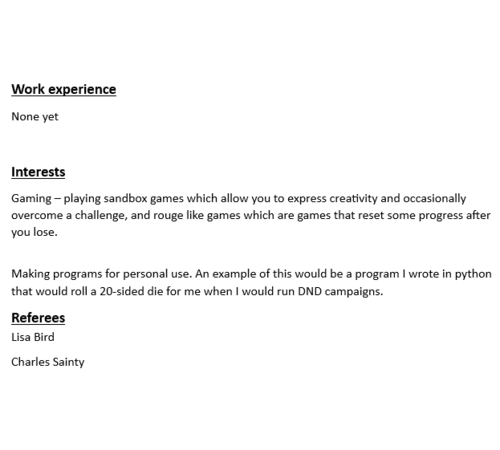 Work experience
None yet
Interests
Gaming – playing sandbox games which allow you to express creativity and occasionally
overcome a challenge, and rouge like games which are games that reset some progress after
you lose.
Making programs for personal use. An example of this would be a program I wrote in python
that would roll a 20-sided die for me when I would run DND campaigns.
Referees
Lisa Bird
Charles Sainty